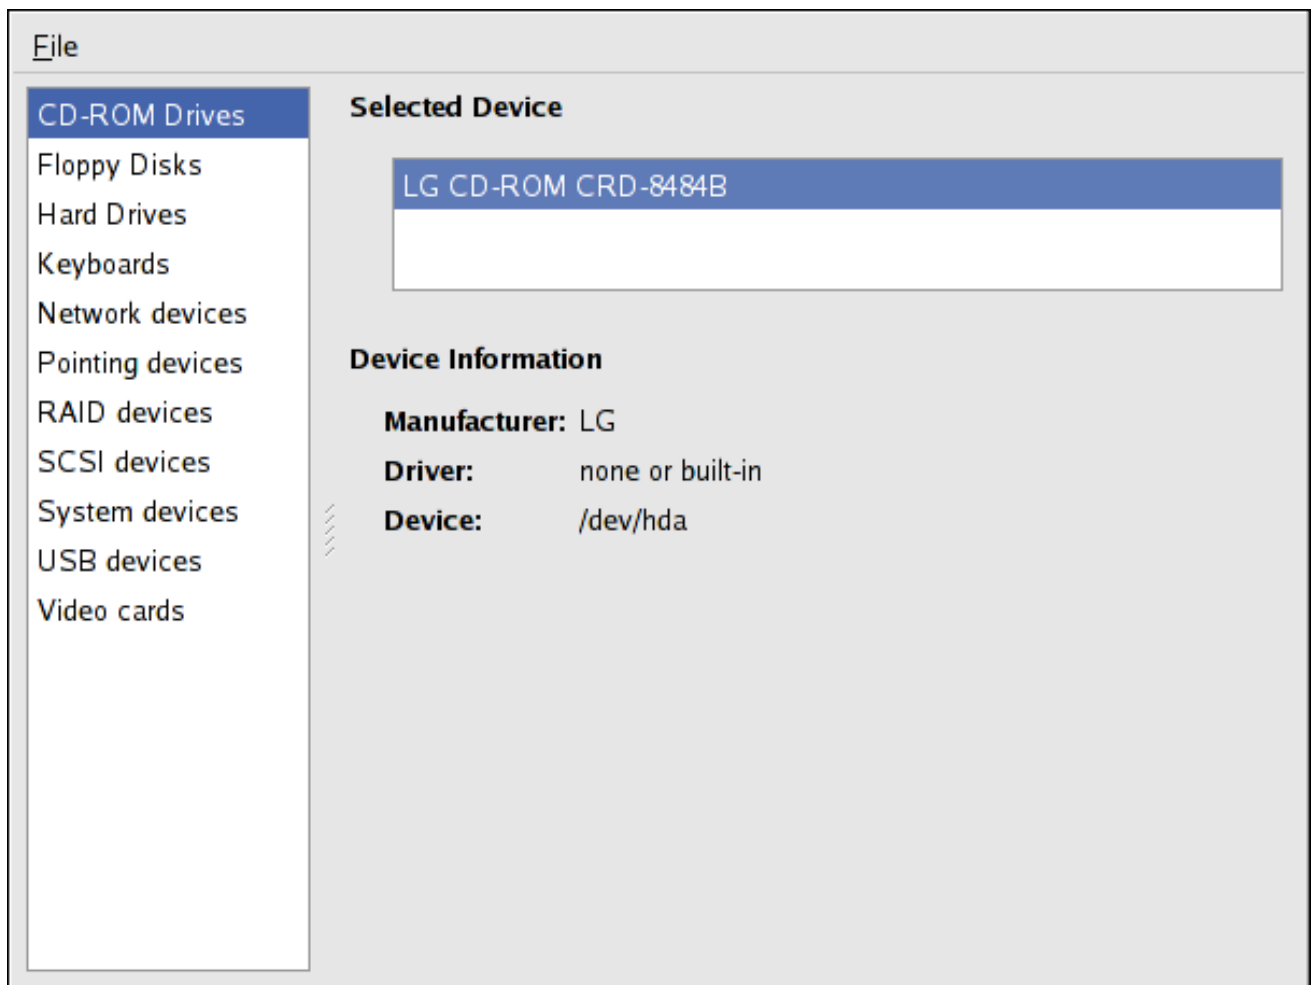 File
CD-ROM Drives
Floppy Disks
Hard Drives
Keyboards
Network devices
Pointing devices
RAID devices
SCSI devices
System devices
USB devices
Video cards
Selected Device
LG CD-ROM CRD-8484B
Device Information
Manufacturer: LG
Driver: none or built-in
Device: /dev/hda